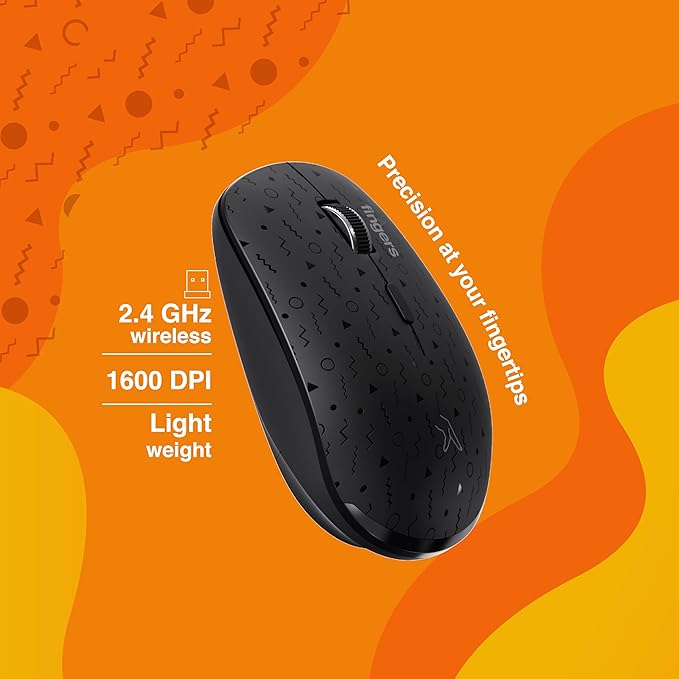 fingers
Precision at your fingertips
2.4 GHz
wireless
1600 DPI
Light
weight